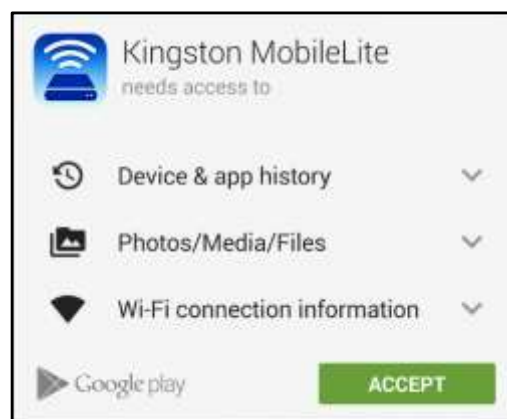 Kingston MobileLite
needs access to
Device & app history
Photos/Media/Files
Wi-Fi connection information
Google play
ACCEPT